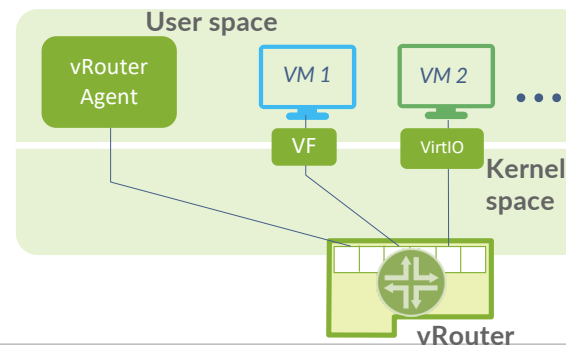 User space
vRouter
Agent
VM 1
VM 2
VF
VirtIO
Kernel
space
vRouter